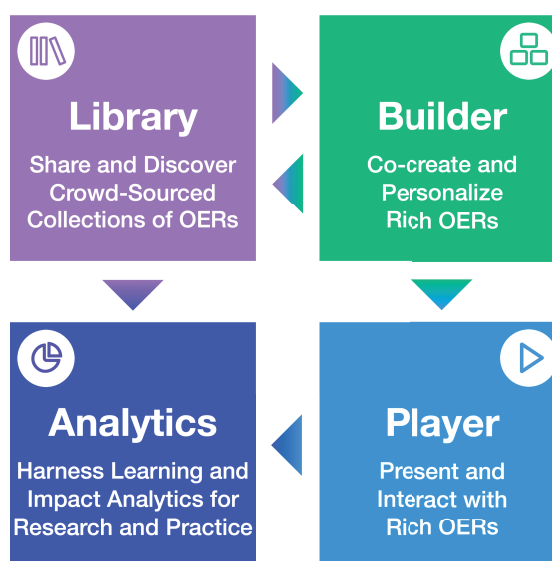 Library
Share and Discover
Crowd-Sourced
Collections of OERs
Builder
Co-create and
Personalize
Rich OERs
Analytics
Harness Learning and
Impact Analytics for
Research and Practice
Player
Present and
Interact with
Rich OERs